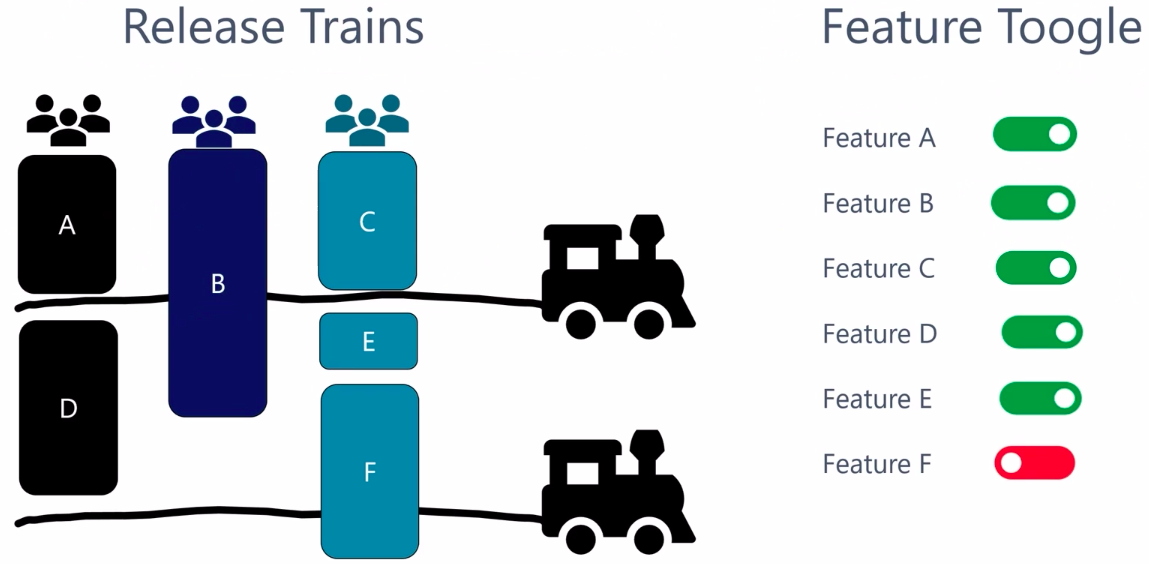 Release Trains
A
B
C
D
E
F
Feature Toogle
Feature A
Feature B
Feature C
Feature D
Feature E
Feature F